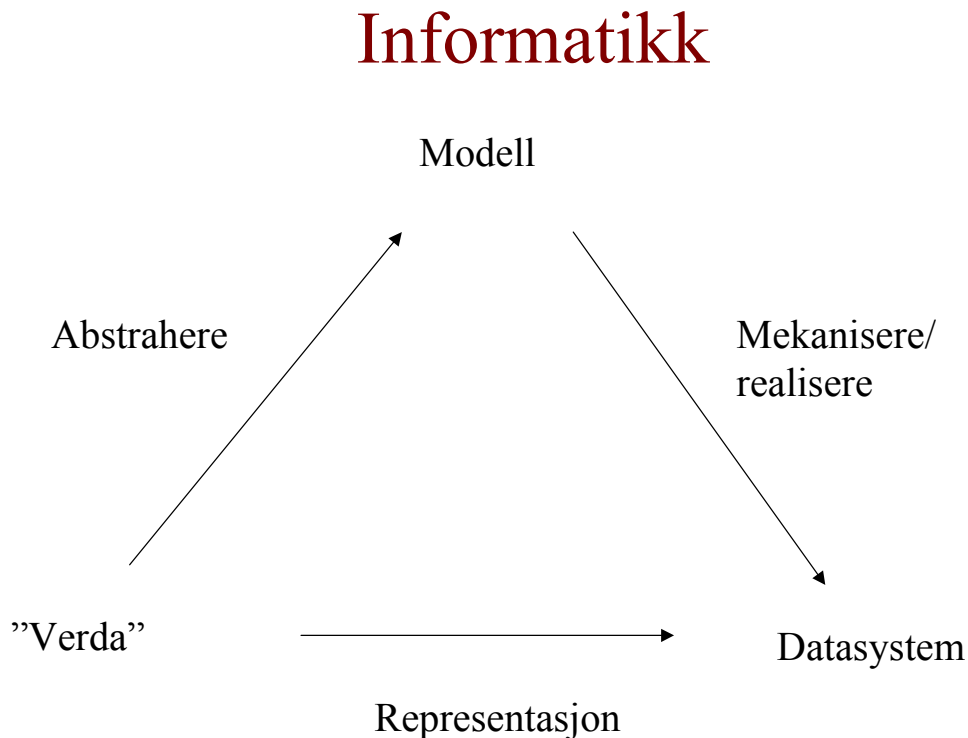 Informatikk
Modell
Abstrahere
Mekanisere/
realisere
”Verda”
Datasystem
Representasjon